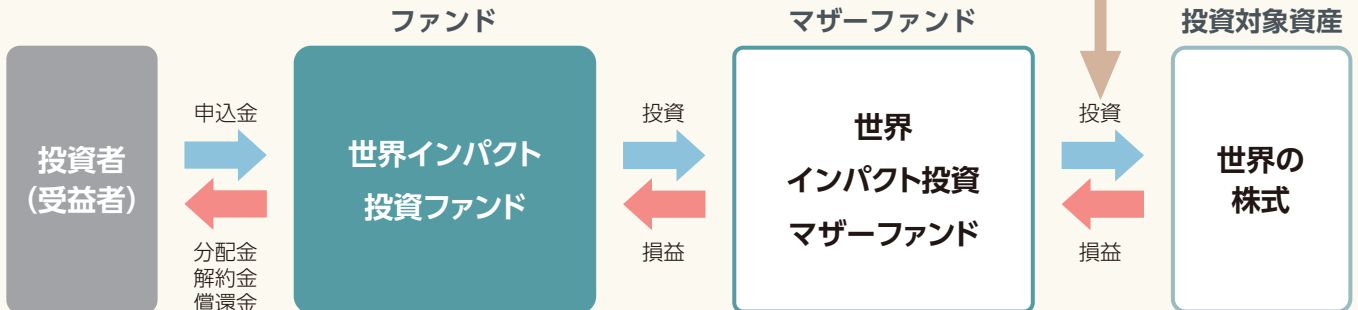 ファンド
マザーファンド
投資対象資産
投資者
(受益者)
申込金
分配金
解約金
償還金
世界インパクト
投資ファンド
投資
損益
世界
インパクト投資
マザーファンド
投資
損益
世界の
株式